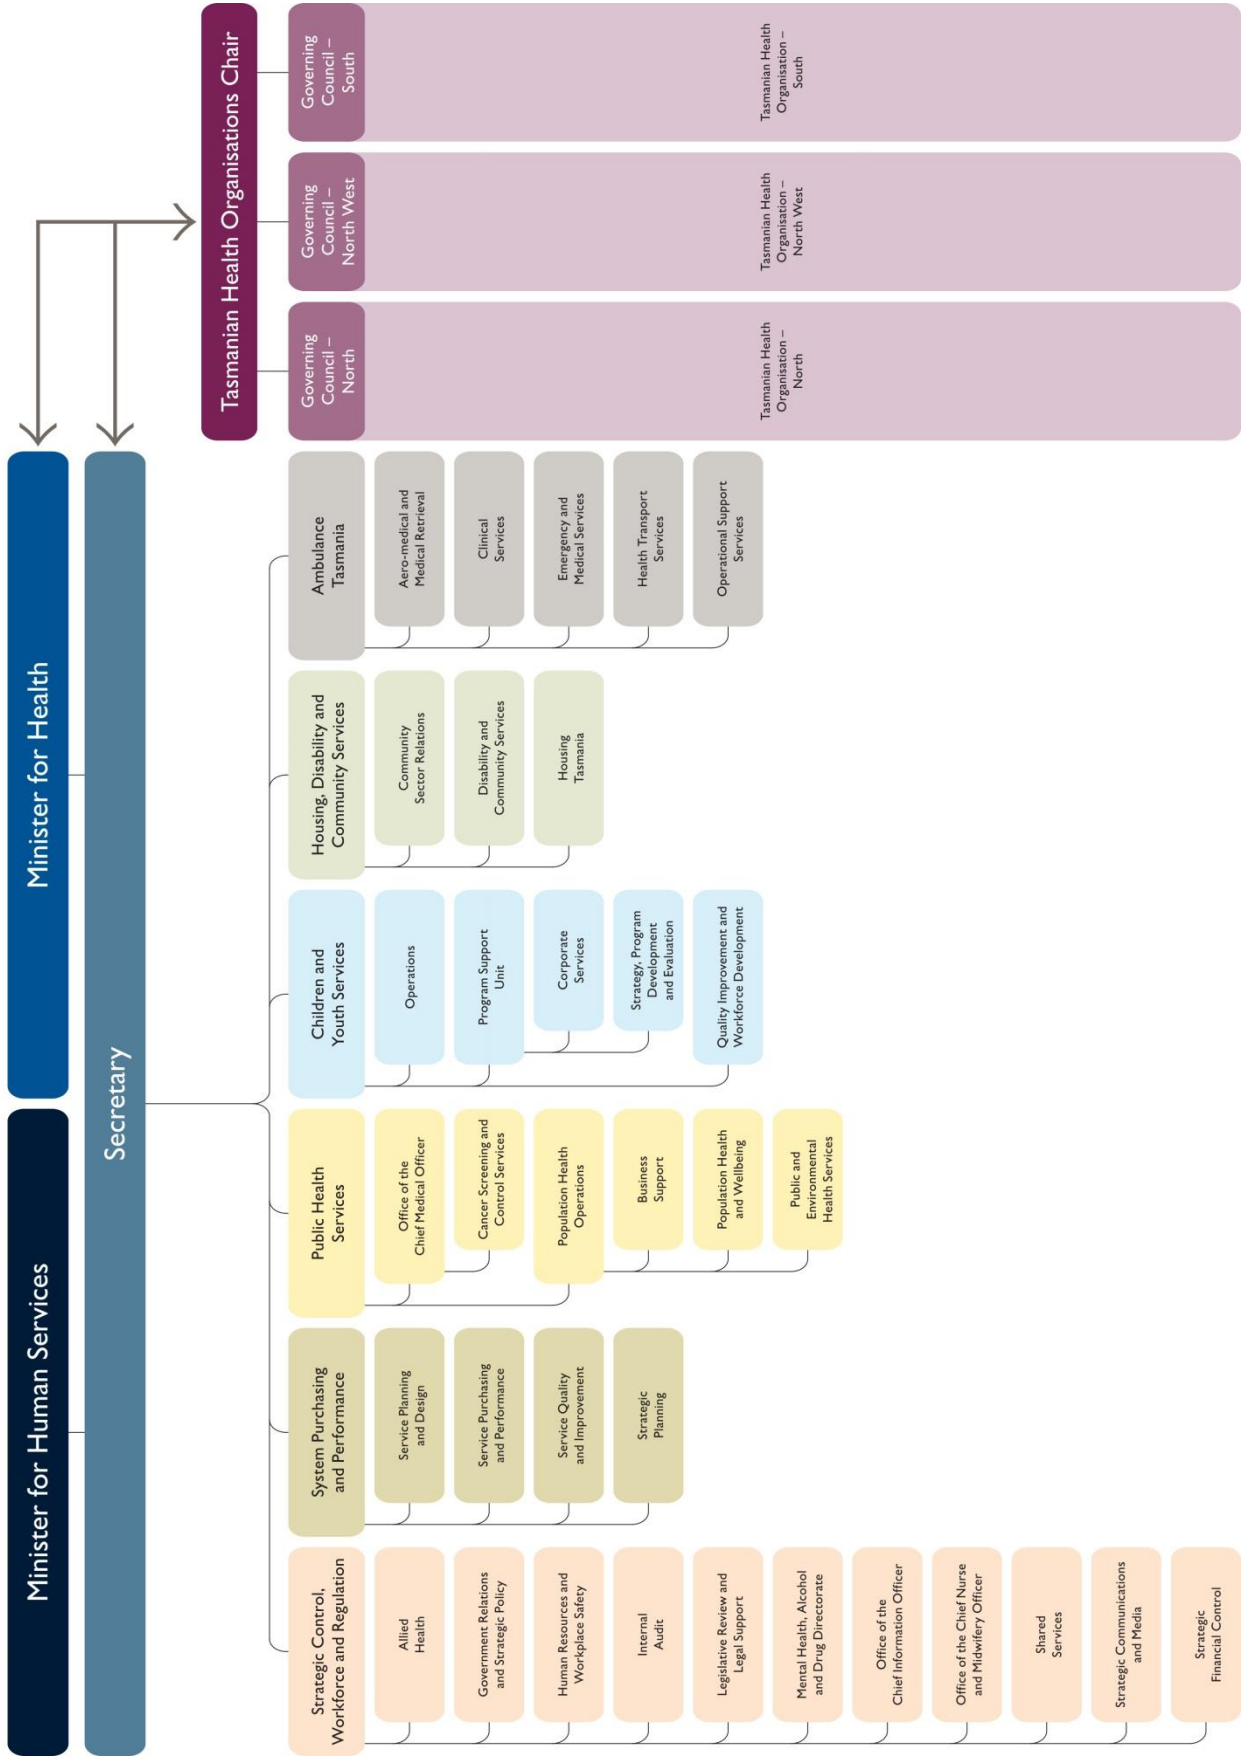 Minister for Human Services
Minister for Health
Secretary
Tasmanian Health Organisations Chair
Strategic Control,
Workforce and Regulation
Allied
Health
Government Relations
and Strategic Policy
Human Resources and
Workplace Safety
Internal
Audit
Legislative Review and
Legal Support
Mental Health, Alcohol
and Drug Directorate
Office of the
Chief Information Officer
Office of the Chief Nurse
and Midwifery Officer
Shared
Services
Strategic Communications
and Media
Strategic
Financial Control
System Purchasing
and Performance
Service Planning
and Design
Service Purchasing
and Performance
Service Quality
and Improvement
Strategic
Planning
Public Health
Services
Office of the
Chief Medical Officer
Cancer Screening and
Control Services
Population Health
Operations
Business
Support
Population Health
and Wellbeing
Public and
Environmental
Health Services
Children and
Youth Services
Operations
Program Support
Unit
Corporate
Services
Strategy, Program
Development
and Evaluation
Quality Improvement and
Workforce Development
Housing, Disability and
Community Services
Community
Sector Relations
Disability and
Community Services
Housing
Tasmania
Ambulance
Tasmania
Aero-medical and
Medical Retrieval
Clinical
Services
Emergency and
Medical Services
Health Transport
Services
Operational Support
Services
Governing
Council –
North
Tasmanian Health
Organisation –
North
Governing
Council –
North West
Tasmanian Health
Organisation –
North West
Governing
Council –
South
Tasmanian Health
Organisation –
South